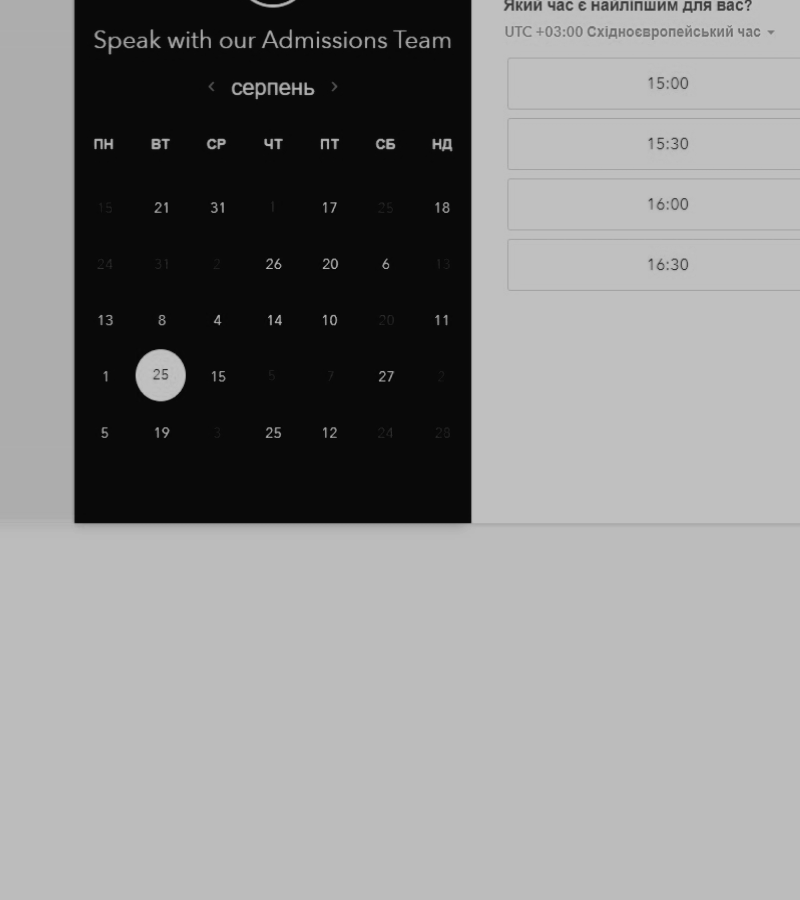 Speak with our Admissions Team
серпень
ПН ВТ СР ЧТ ПТ СБ НД
15 21 31 1 17 25 18
24 31 2 26 20 6 13
13 8 4 14 10 20 11
1 25 15 5 7 27 2
5 19 3 25 12 24 28
Який час є найліпшим для вас?
UTC +03:00 Східноєвропейський час
15:00
15:30
16:00
16:30